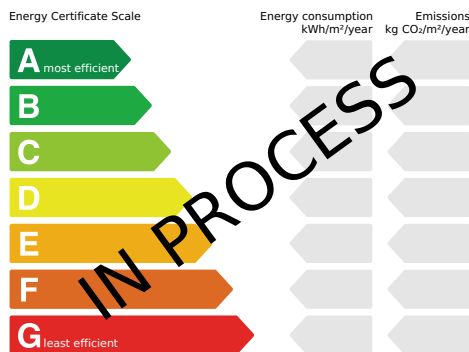 Energy Certificate Scale
Energy consumption
kWh/m²/year
Emissions
kg CO₂/m²/year
A most efficient
B
C
D
E
F
G least efficient
IN PROCESS